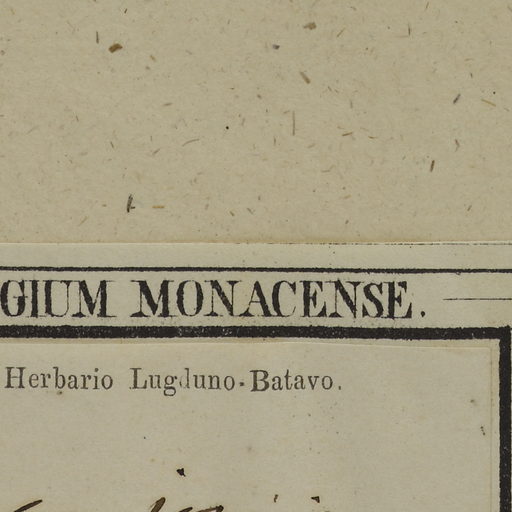 GIUM MONACENSE.
Herbario Lugduno-Batavo.